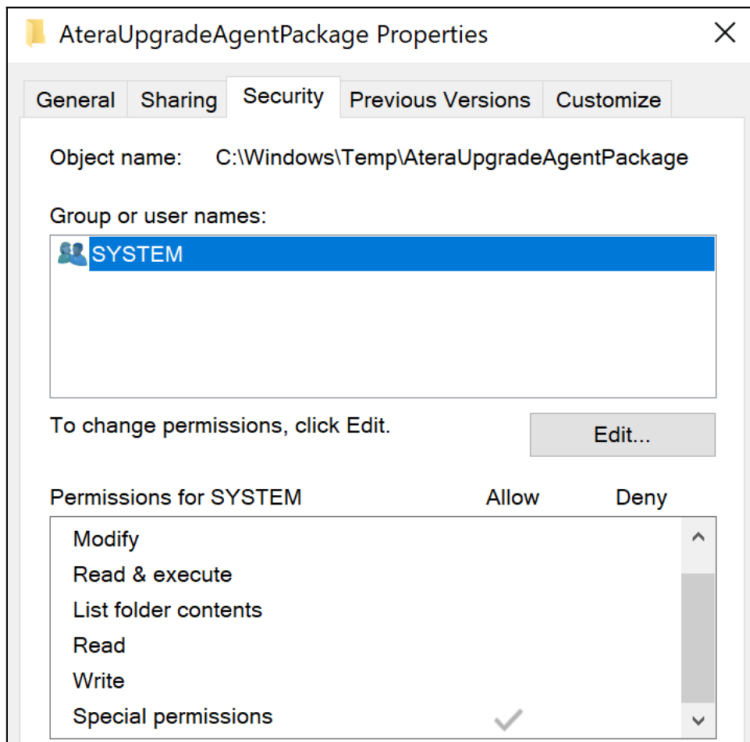 AteraUpgradeAgentPackage Properties
General Sharing Security Previous Versions Customize
Object name: C:\Windows\Temp\AteraUpgradeAgentPackage
Group or user names:
SYSTEM
To change permissions, click Edit.
Edit...
Permissions for SYSTEM Allow Deny
Modify
Read & execute
List folder contents
Read
Write
Special permissions